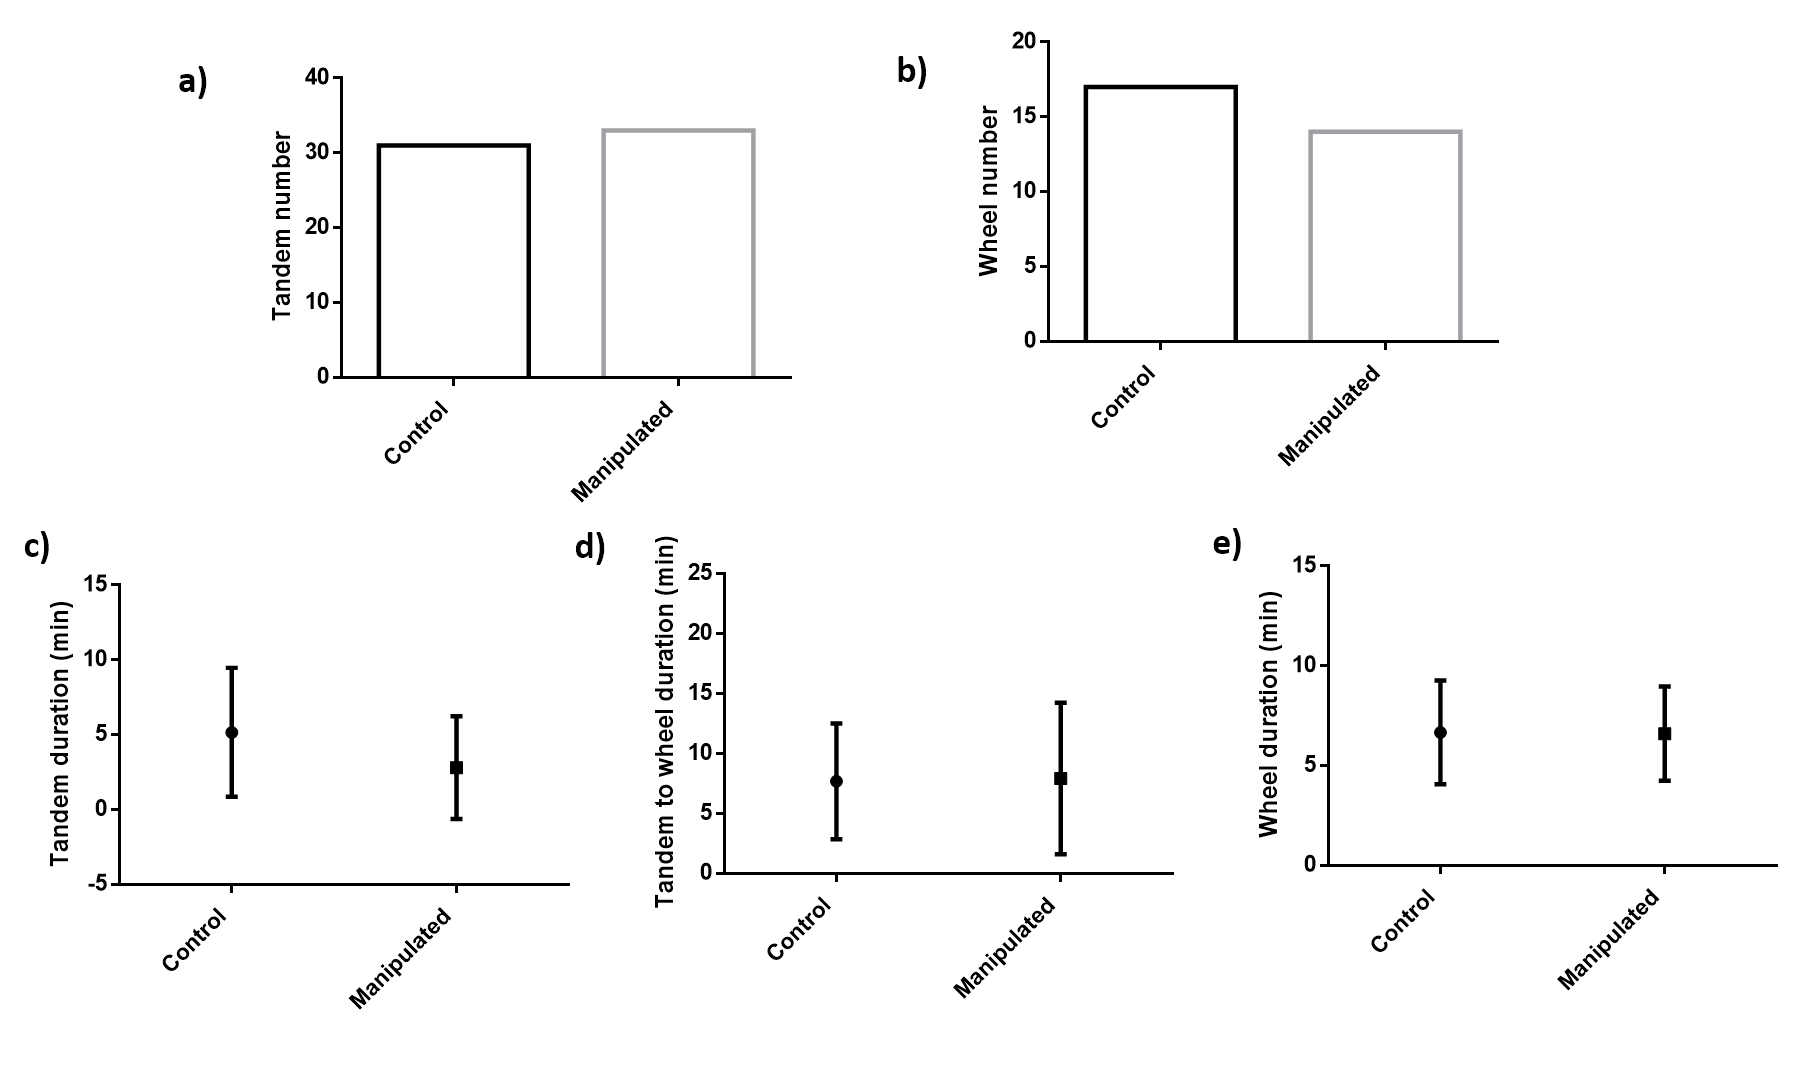 a)
Tandem number
40
30
20
10
0
Control
Manipulated
b)
Wheel number
20
15
10
5
0
Control
Manipulated
c)
Tandem duration (min)
15
10
5
0
-5
Control
Manipulated
d)
Tandem to wheel duration (min)
25
20
15
10
5
0
Control
Manipulated
e)
Wheel duration (min)
15
10
5
0
Control
Manipulated